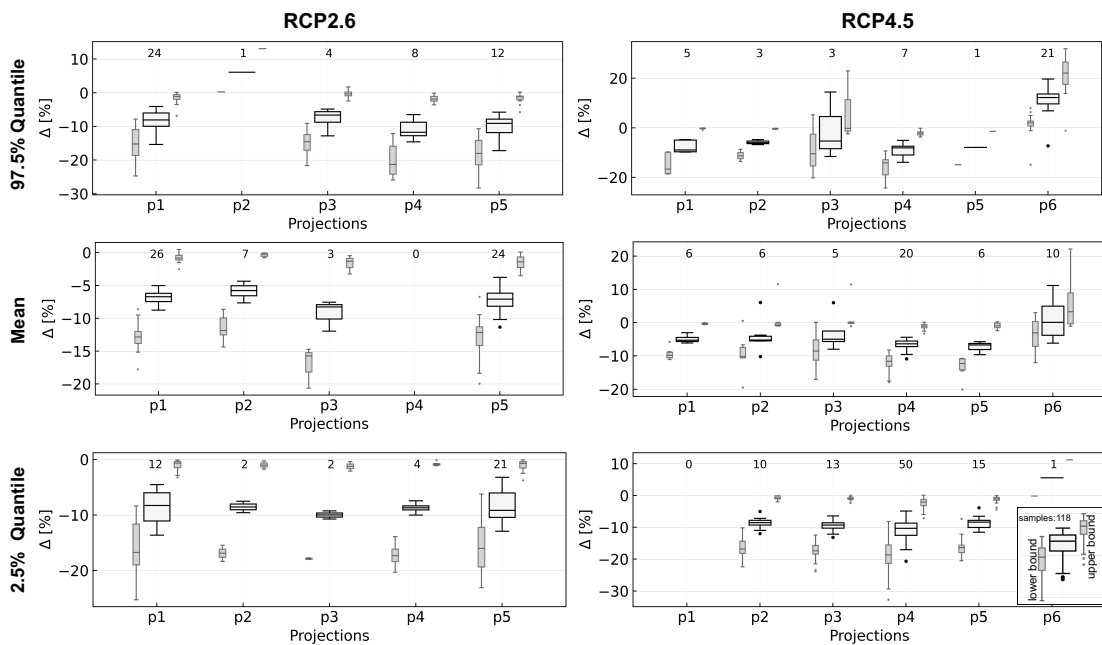 RCP2.6
RCP4.5
97.5% Quantile
Δ [%]
10
0
−10
−20
−30
24
1
4
8
12
p1
p2
p3
p4
p5
Projections
Δ [%]
20
0
−20
5
3
3
7
1
21
p1
p2
p3
p4
p5
p6
Projections
Mean
Δ [%]
0
−5
−10
−15
−20
26
7
3
0
24
p1
p2
p3
p4
p5
Projections
Δ [%]
20
10
0
−10
−20
6
6
5
20
6
10
p1
p2
p3
p4
p5
p6
Projections
2.5% Quantile
Δ [%]
0
−10
−20
12
2
2
4
21
p1
p2
p3
p4
p5
Projections
Δ [%]
10
0
−10
−20
−30
0
10
13
50
15
1
samples:118
lower bound
upper bound
p1
p2
p3
p4
p5
p6
Projections